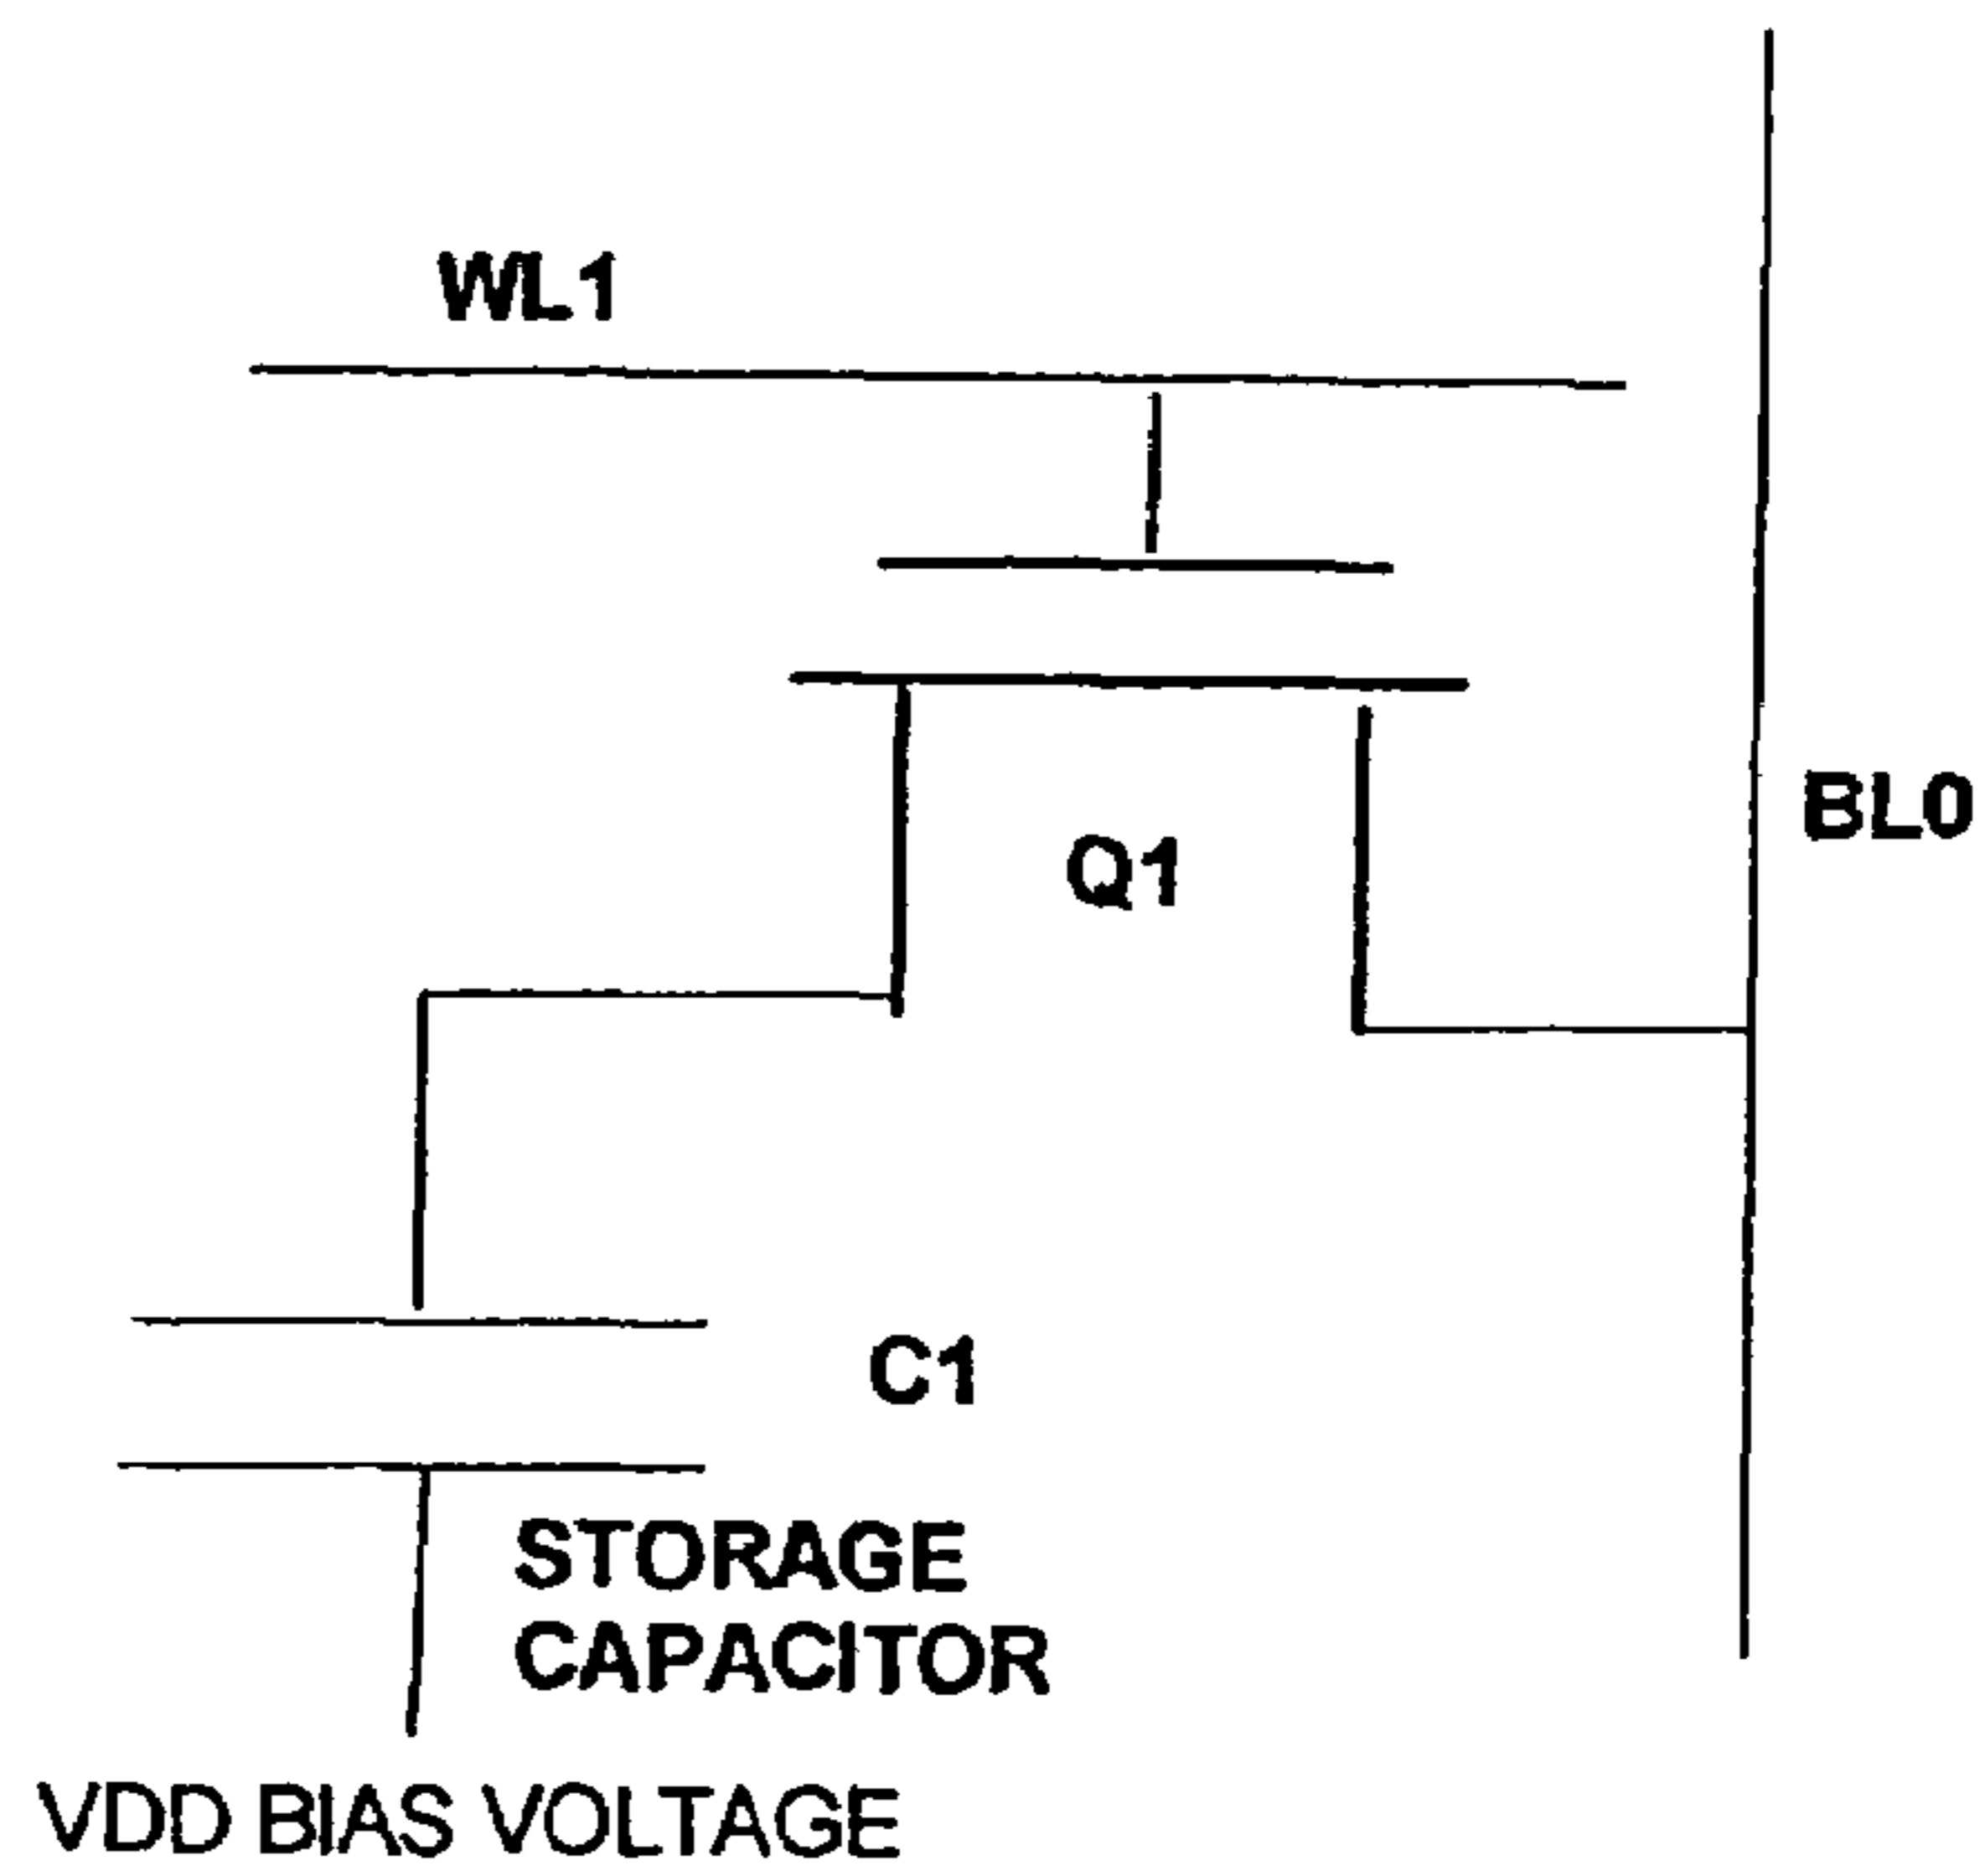 WL1
BL0
Q1
C1
STORAGE
CAPACITOR
VDD BIAS VOLTAGE